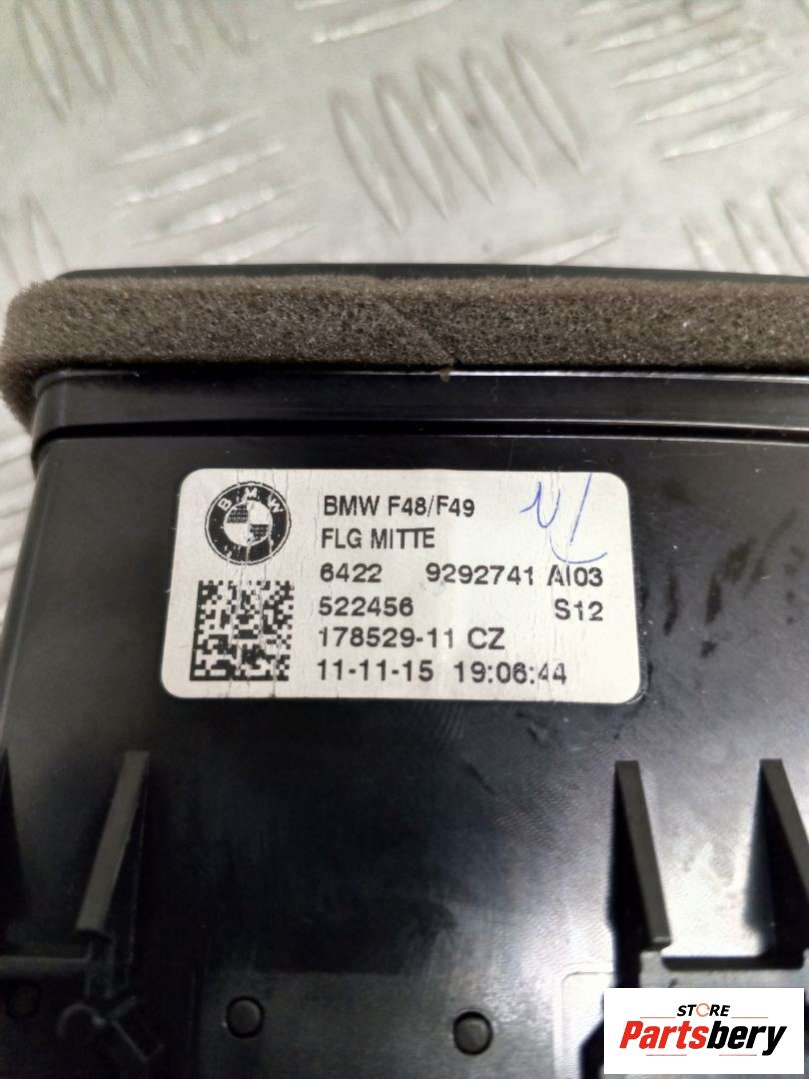 BMW
BMW F48/F49
FLG MITTE
6422 9292741 AI03
522456 S12
178529-11 CZ
11-11-15 19:06:44
STORE
Partsbery